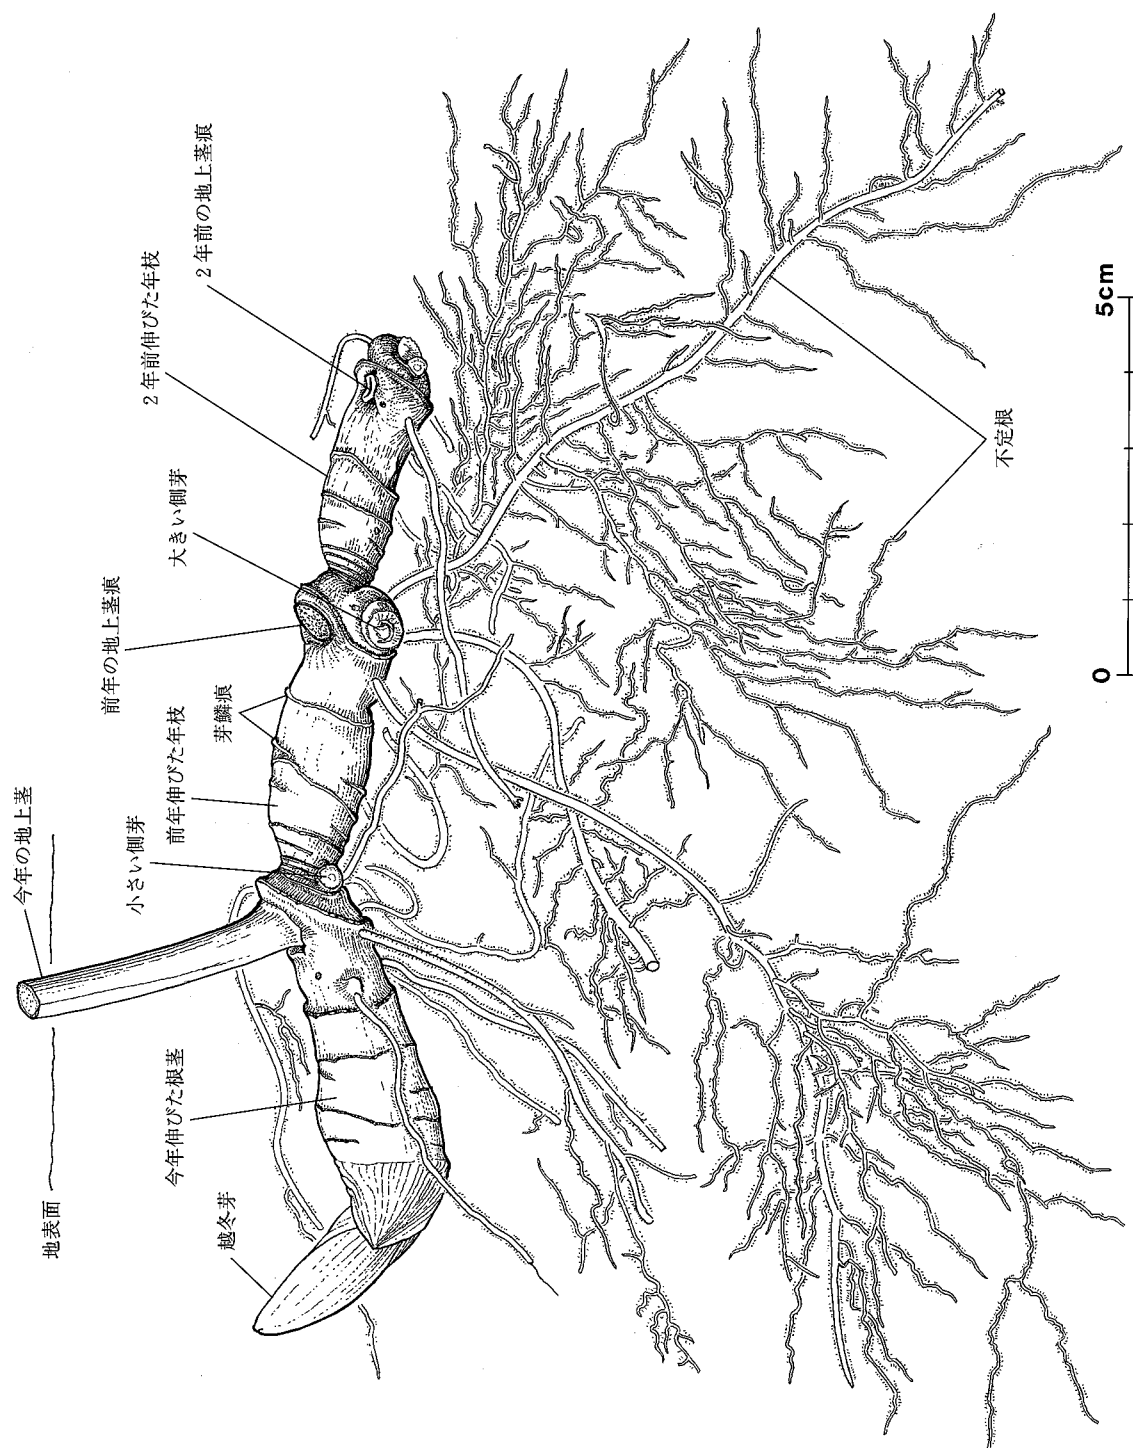 地表面
今年の地上茎
越冬芽
今年伸びた根茎
小さい側芽
前年伸びた年枝
芽鱗痕
前年の地上茎痕
大きい側芽
2年前伸びた年枝
2年前の地上茎痕
不定根
0
5cm